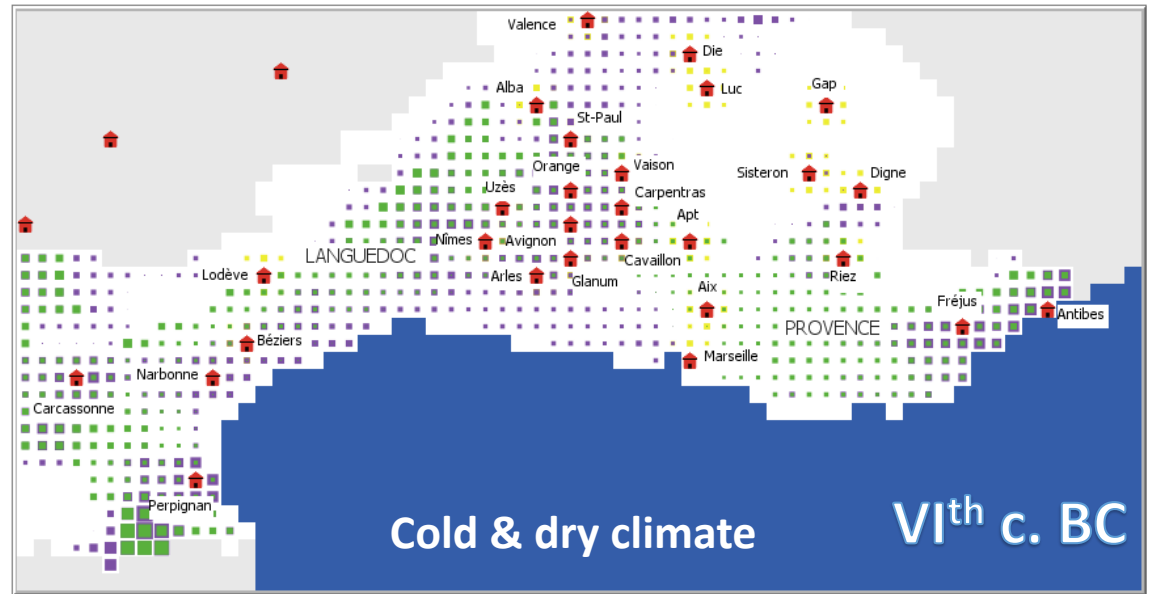 Valence
Die
Alba
Luc
Gap
St-Paul
Orange
Vaison
Sisteron
Digne
Uzès
Carpentras
Apt
Nîmes
Avignon
LANGUEDOC
Cavaillon
Lodève
Arles
Glanum
Riez
Aix
Fréjus
Antibes
PROVENCE
Béziers
Marseille
Narbonne
Carcassonne
Perpignan
Cold & dry climate
VIth c. BC